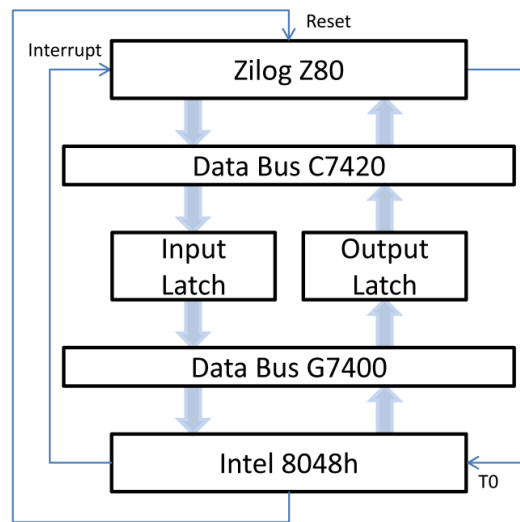 Reset
Interrupt
Zilog Z80
Data Bus C7420
Input
Latch
Output
Latch
Data Bus G7400
Intel 8048h
T0